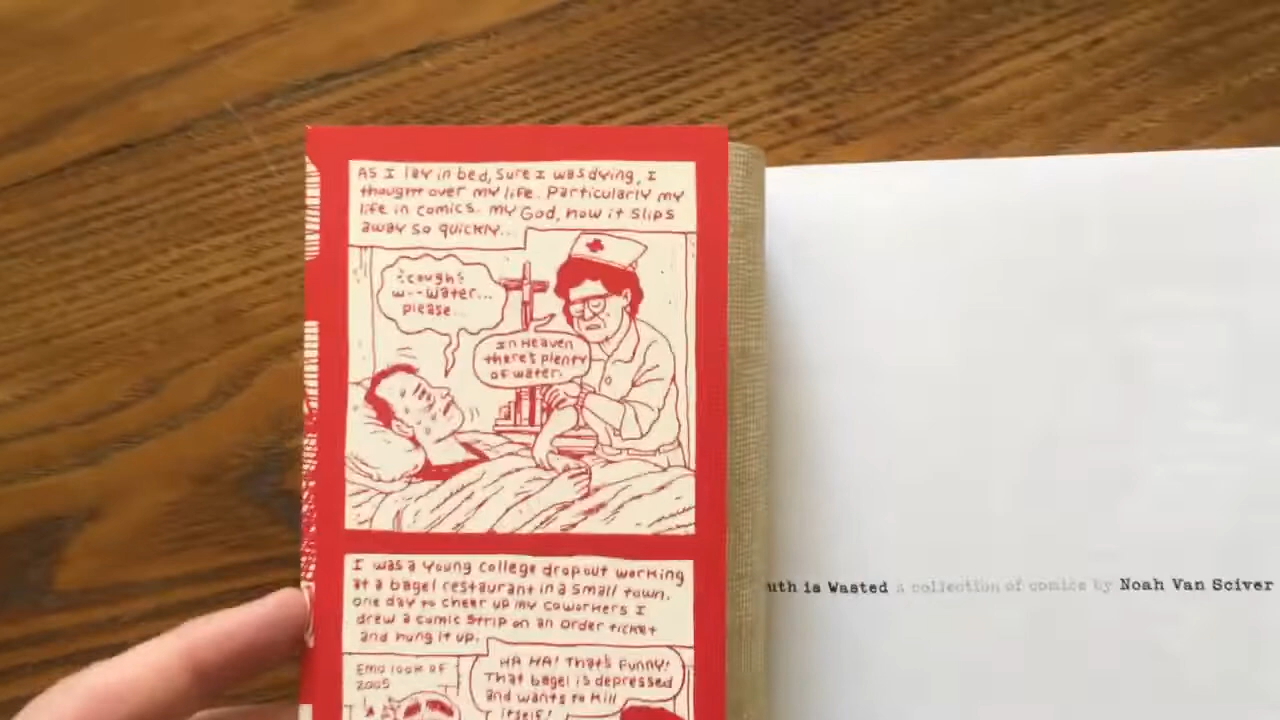 As I lay in bed, sure I was dying, I
thought over my life. Particularly my
life in comics. my God, how it slips
away so quickly...
cough
w--water...
please...
In Heaven
there's plenty
of water.
I was a young college dropout working
at a bagel restaurant in a small town.
One day to cheer up my coworkers I
drew a comic strip on an order ticket
and hung it up.
Emo look of
2005
HA HA! That's funny!
That bagel is depressed
and wants to kill
itself!
uth is Wasted a collection of comics by Noah Van Sciver